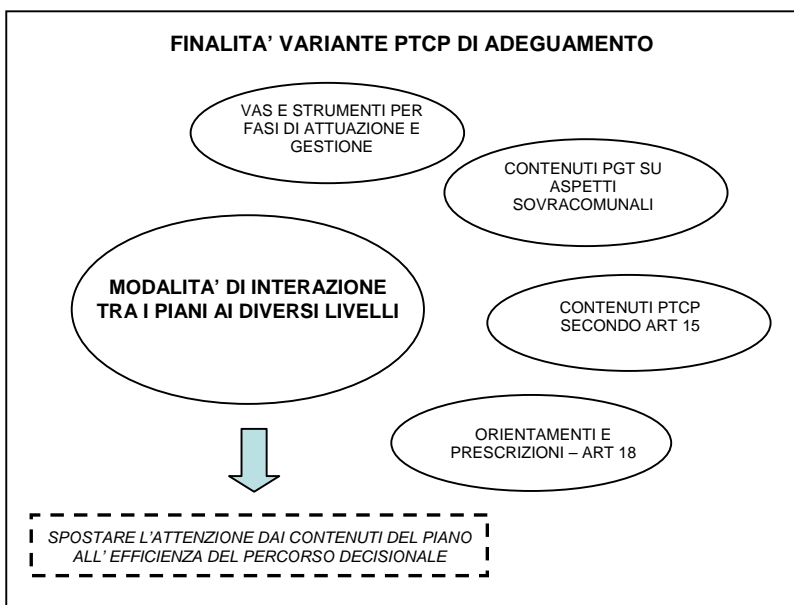 FINALITA’ VARIANTE PTCP DI ADEGUAMENTO
VAS E STRUMENTI PER
FASI DI ATTUAZIONE E
GESTIONE
CONTENUTI PGT SU
ASPETTI
SOVRACOMUNALI
MODALITA’ DI INTERAZIONE
TRA I PIANI AI DIVERSI LIVELLI
CONTENUTI PTCP
SECONDO ART 15
ORIENTAMENTI E
PRESCRIZIONI – ART 18
SPOSTARE L’ATTENZIONE DAI CONTENUTI DEL PIANO
ALL’ EFFICIENZA DEL PERCORSO DECISIONALE